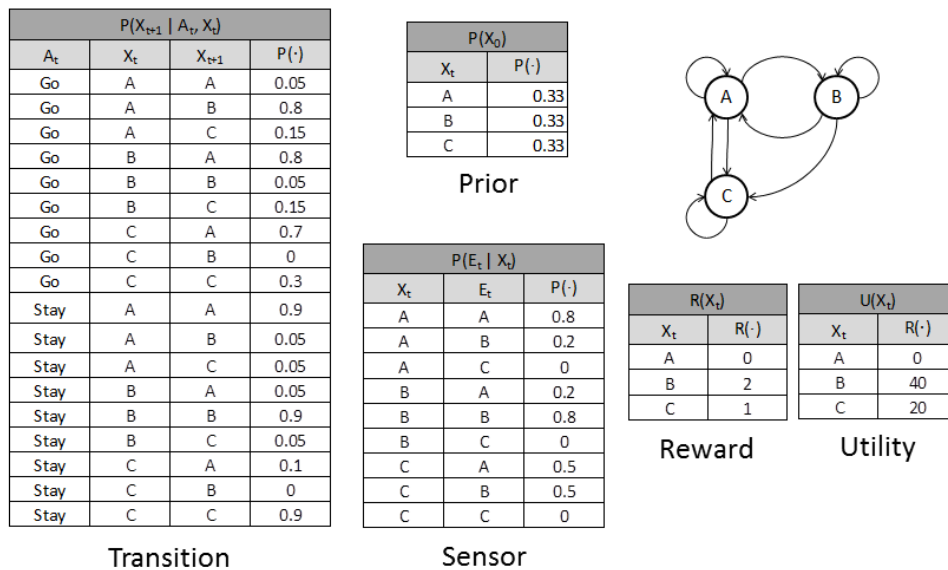 P(Xt+1 | At, Xt)
At Xt Xt+1 P(·)
Go A A 0.05
Go A B 0.8
Go A C 0.15
Go B A 0.8
Go B B 0.05
Go B C 0.15
Go C A 0.7
Go C B 0
Go C C 0.3
Stay A A 0.9
Stay A B 0.05
Stay A C 0.05
Stay B A 0.05
Stay B B 0.9
Stay B C 0.05
Stay C A 0.1
Stay C B 0
Stay C C 0.9
Transition
P(X0)
Xt P(·)
A 0.33
B 0.33
C 0.33
Prior
P(Et | Xt)
Xt Et P(·)
A A 0.8
A B 0.2
A C 0
B A 0.2
B B 0.8
B C 0
C A 0.5
C B 0.5
C C 0
Sensor
A B
C
R(Xt)
Xt R(·)
A 0
B 2
C 1
Reward
U(Xt)
Xt R(·)
A 0
B 40
C 20
Utility